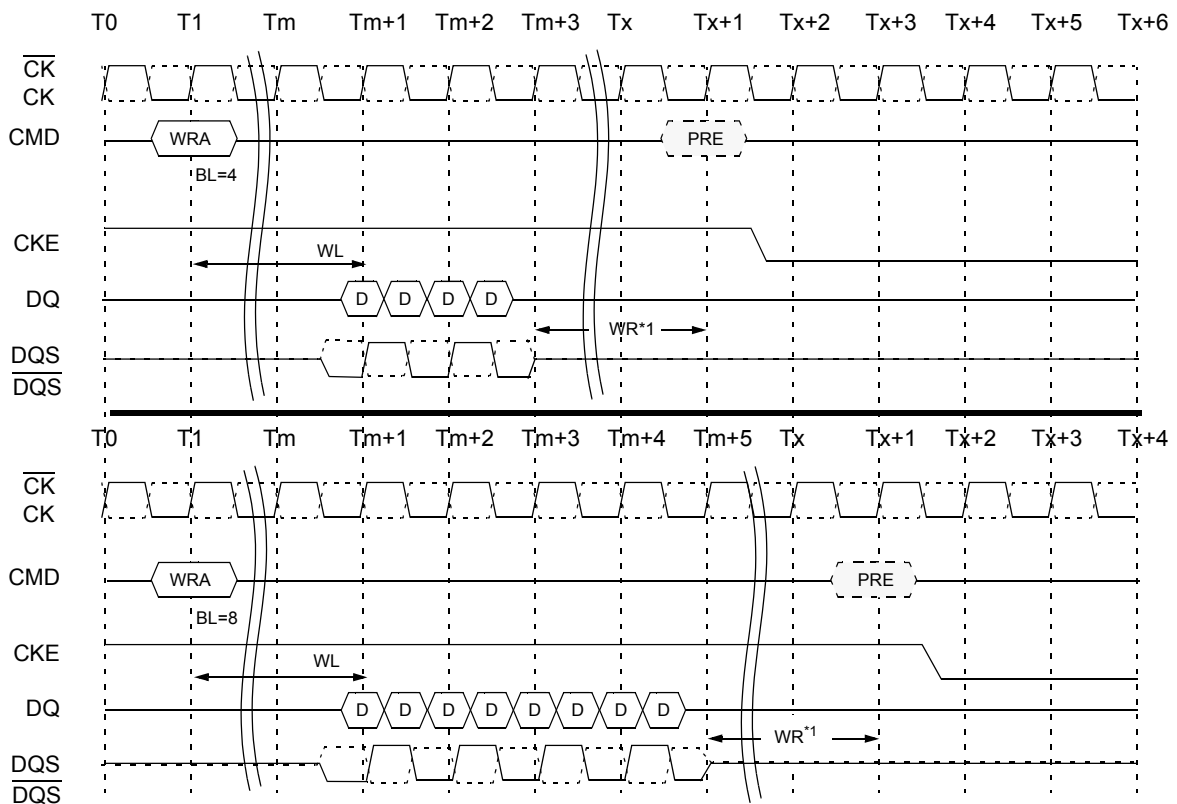 T0 T1 Tm Tm+1 Tm+2 Tm+3 Tx Tx+1 Tx+2 Tx+3 Tx+4 Tx+5 Tx+6
CK
CK
CMD WRA PRE
BL=4
CKE
WL
DQ D D D D
WR*1
DQS
DQS
T0 T1 Tm Tm+1 Tm+2 Tm+3 Tm+4 Tm+5 Tx Tx+1 Tx+2 Tx+3 Tx+4
CK
CK
CMD WRA PRE
BL=8
CKE
WL
DQ D D D D D D D D
WR*1
DQS
DQS